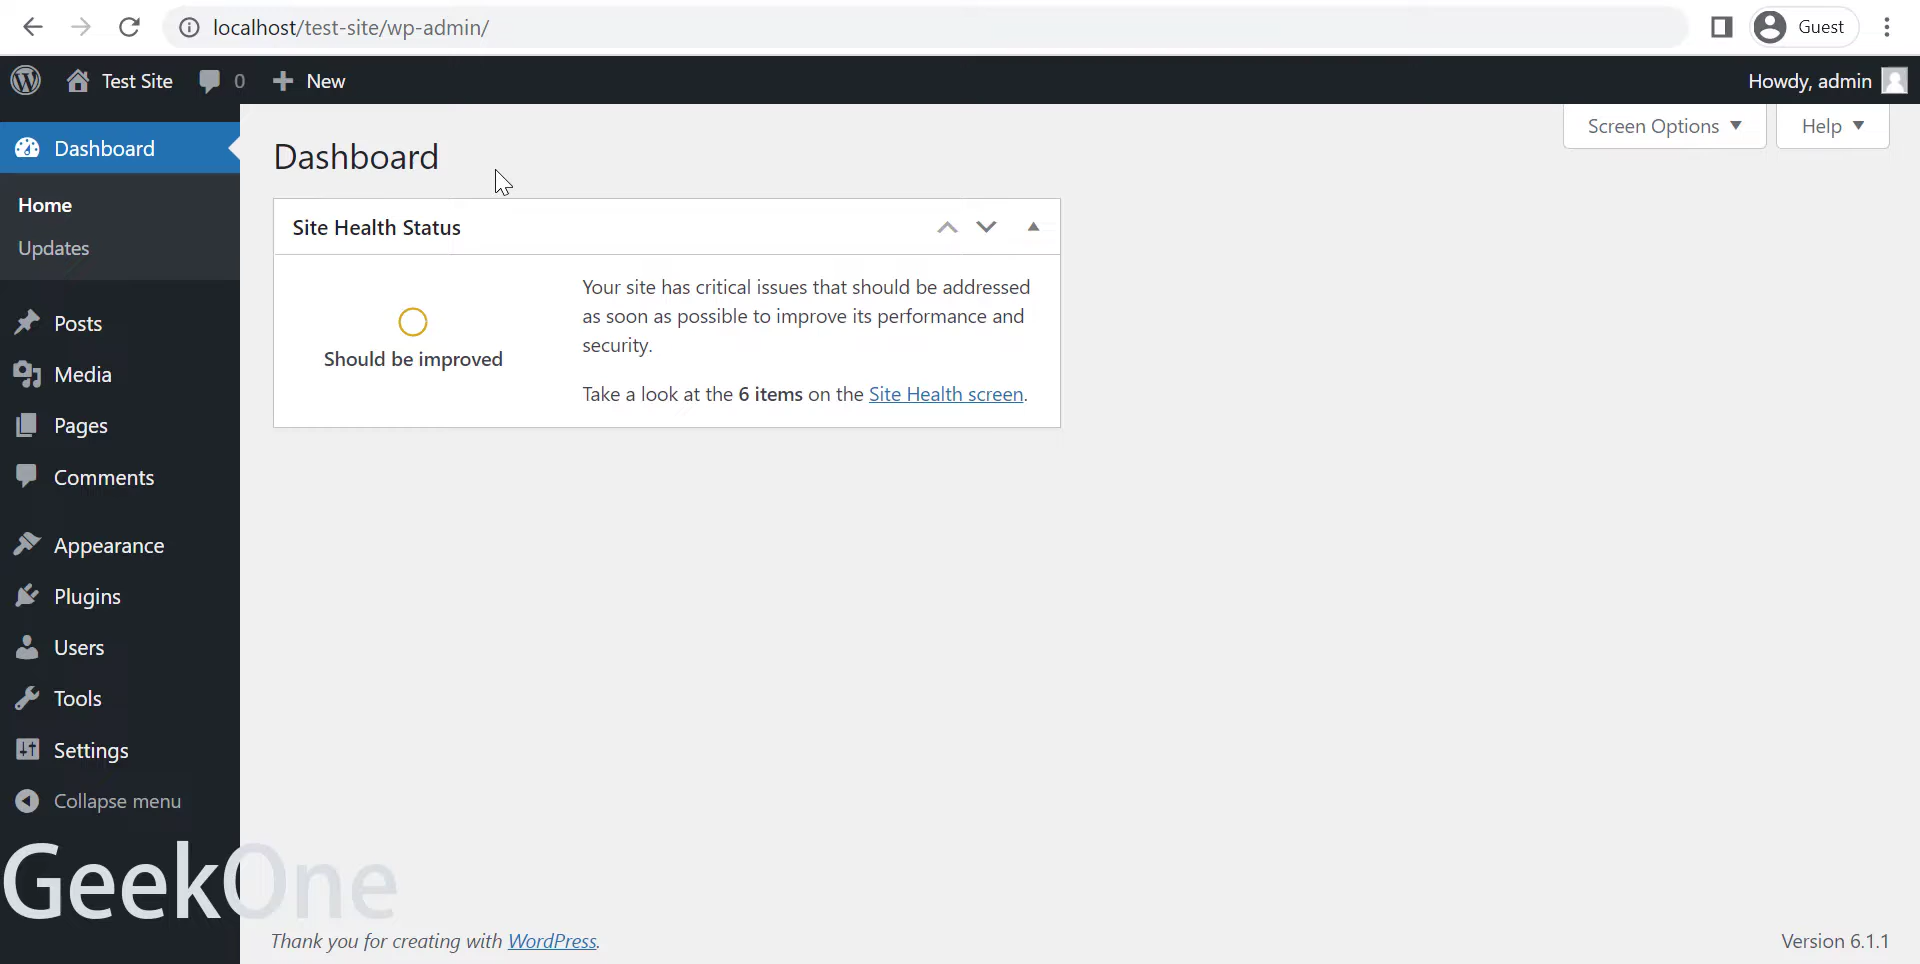 localhost/test-site/wp-admin/
Guest
Test Site
0
New
Howdy, admin
Screen Options
Help
Dashboard
Home
Updates
Posts
Media
Pages
Comments
Appearance
Plugins
Users
Tools
Settings
Collapse menu
Dashboard
Site Health Status
Should be improved
Your site has critical issues that should be addressed
as soon as possible to improve its performance and
security.
Take a look at the 6 items on the Site Health screen.
GeekOne
Thank you for creating with WordPress.
Version 6.1.1